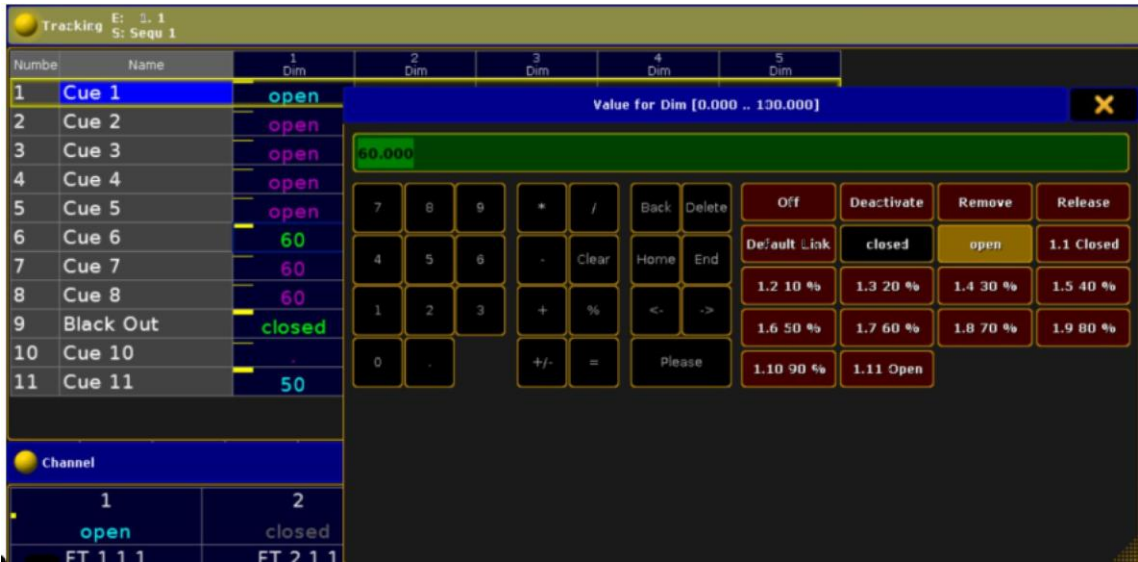 Tracking E: 1. 1
S: Sequ 1
Numbe Name 1 Dim 2 Dim 3 Dim 4 Dim 5 Dim
1 Cue 1 open
2 Cue 2 open
3 Cue 3 open
4 Cue 4 open
5 Cue 5 open
6 Cue 6 60
7 Cue 7 60
8 Cue 8 60
9 Black Out closed
10 Cue 10 .
11 Cue 11 50
Value for Dim [0.000 .. 100.000]
60.000
7 8 9 * / Back Delete Off Deactivate Remove Release
4 5 6 - Clear Home End Default Link closed open 1.1 Closed
1 2 3 + % <- -> 1.2 10 % 1.3 20 % 1.4 30 % 1.5 40 %
0 . +/- = Please 1.6 50 % 1.7 60 % 1.8 70 % 1.9 80 %
1.10 90 % 1.11 Open
Channel
1 2
open closed
FT 1 1 1 FT 2 1 1